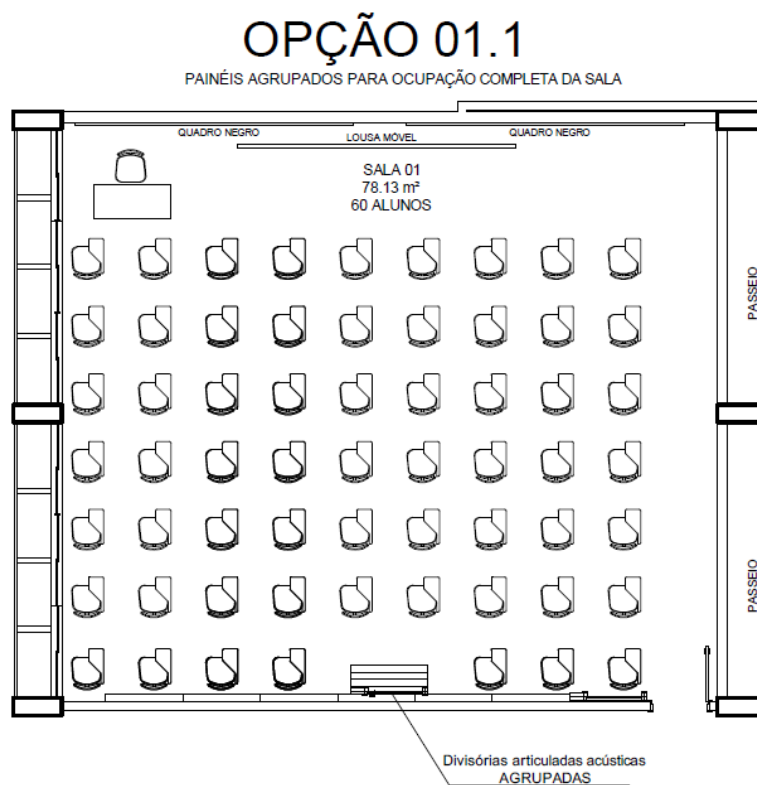 OPÇÃO 01.1
PAINÉIS AGRUPADOS PARA OCUPAÇÃO COMPLETA DA SALA
QUADRO NEGRO
LOUSA MÓVEL
QUADRO NEGRO
SALA 01
78.13 m²
60 ALUNOS
PASSEIO
PASSEIO
Divisórias articuladas acústicas
AGRUPADAS